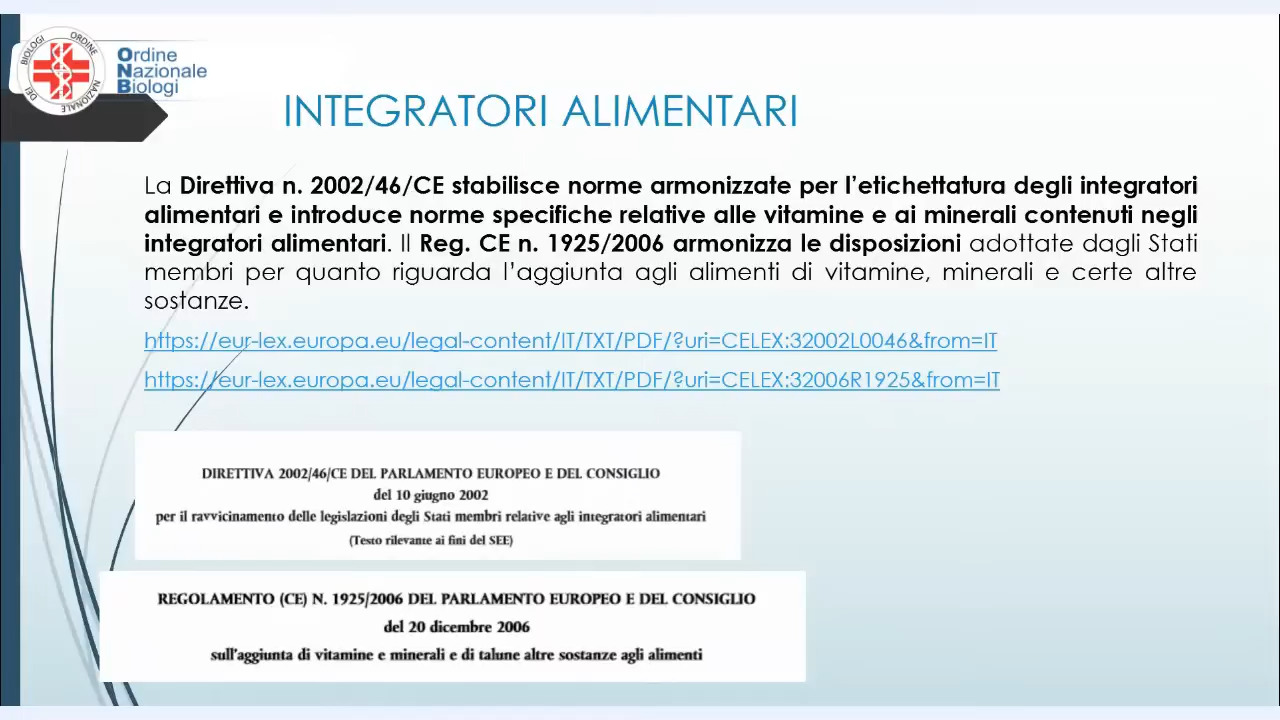 ORDINE NAZIONALE DEI BIOLOGI
Ordine
Nazionale
Biologi
INTEGRATORI ALIMENTARI
La Direttiva n. 2002/46/CE stabilisce norme armonizzate per l'etichettatura degli integratori
alimentari e introduce norme specifiche relative alle vitamine e ai minerali contenuti negli
integratori alimentari. Il Reg. CE n. 1925/2006 armonizza le disposizioni adottate dagli Stati
membri per quanto riguarda l'aggiunta agli alimenti di vitamine, minerali e certe altre
sostanze.
https://eur-lex.europa.eu/legal-content/IT/TXT/PDF/?uri=CELEX:32002L0046&from=IT
https://eur-lex.europa.eu/legal-content/IT/TXT/PDF/?uri=CELEX:32006R1925&from=IT
DIRETTIVA 2002/46/CE DEL PARLAMENTO EUROPEO E DEL CONSIGLIO
del 10 giugno 2002
per il ravvicinamento delle legislazioni degli Stati membri relative agli integratori alimentari
(Testo rilevante ai fini del SEE)
REGOLAMENTO (CE) N. 1925/2006 DEL PARLAMENTO EUROPEO E DEL CONSIGLIO
del 20 dicembre 2006
sull'aggiunta di vitamine e minerali e di talune altre sostanze agli alimenti